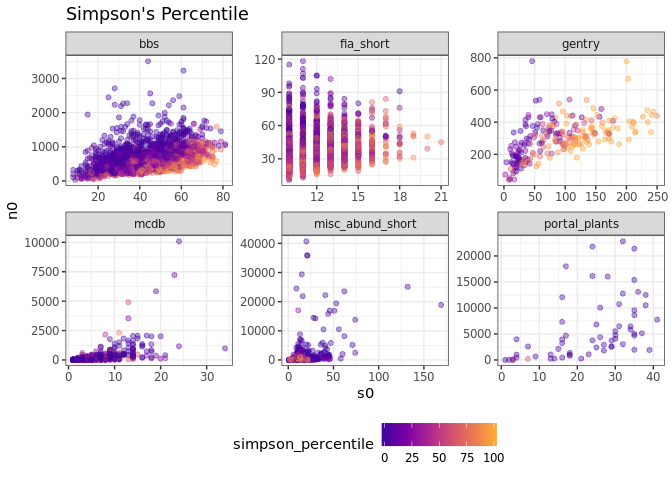 Simpson's Percentile
bbs
fia_short
gentry
3000
2000
1000
0
20 40 60 80
120
90
60
30
12 15 18 21
800
600
400
200
0 50 100 150 200 250
mcdb
misc_abund_short
portal_plants
10000
7500
5000
2500
0
0 10 20 30
40000
30000
20000
10000
0
0 50 100 150
20000
15000
10000
5000
0
0 10 20 30 40
n0
s0
simpson_percentile
0 25 50 75 100